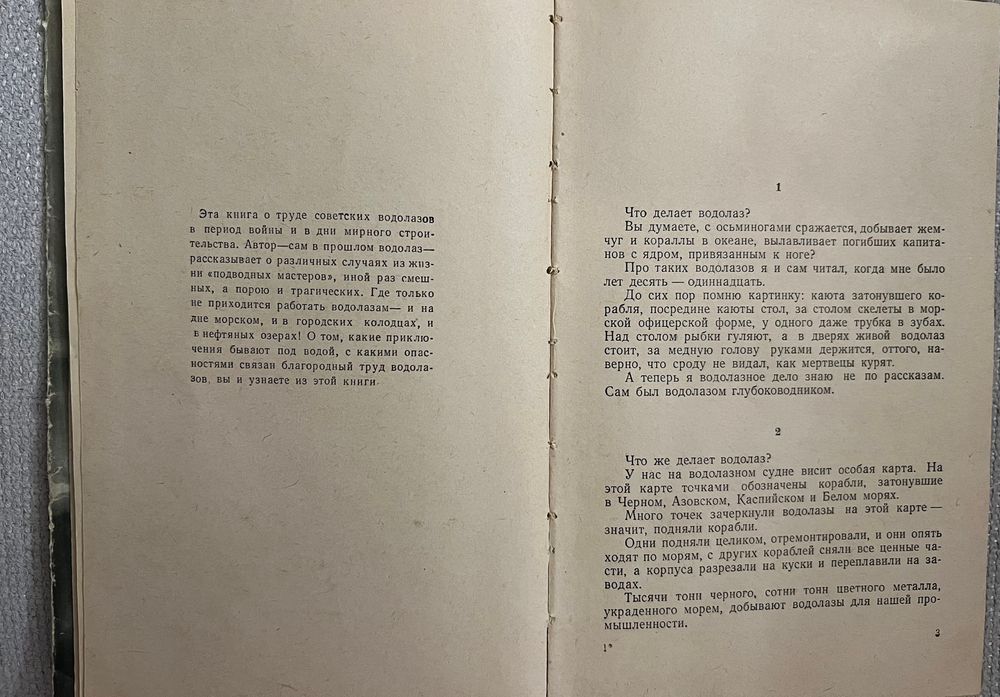 Эта книга о труде советских водолазов
в период войны и в дни мирного строи-
тельства. Автор—сам в прошлом водолаз—
рассказывает о различных случаях из жиз-
ни «подводных мастеров», иной раз смеш-
ных, а порою и трагических. Где только
не приходится работать водолазам— и на
дне морском, и в городских колодцах, и
в нефтяных озерах! О том, какие приклю-
чения бывают под водой, с какими опас-
ностями связан благородный труд водола-
зов, вы и узнаете из этой книги.
1
Что делает водолаз?
Вы думаете, с осьминогами сражается, добывает жем-
чуг и кораллы в океане, вылавливает погибших капита-
нов с ядром, привязанным к ноге?
Про таких водолазов я и сам читал, когда мне было
лет десять — одиннадцать.
До сих пор помню картинку: каюта затонувшего ко-
рабля, посредине каюты стол, за столом скелеты в мор-
ской офицерской форме, у одного даже трубка в зубах.
Над столом рыбки гуляют, а в дверях живой водолаз
стоит, за медную голову руками держится, оттого, на-
верно, что сроду не видал, как мертвецы курят.
А теперь я водолазное дело знаю не по рассказам.
Сам был водолазом глубоководником.
2
Что же делает водолаз?
У нас на водолазном судне висит особая карта. На
этой карте точками обозначены корабли, затонувшие
в Черном, Азовском, Каспийском и Белом морях.
Много точек зачеркнули водолазы на этой карте —
значит, подняли корабли.
Одни подняли целиком, отремонтировали, и они опять
ходят по морям, с других кораблей сняли все ценные ча-
сти, а корпуса разрезали на куски и переплавили на за-
водах.
Тысячи тонн черного, сотни тонн цветного металла,
украденного морем, добывают водолазы для нашей про-
мышленности.
3
1*